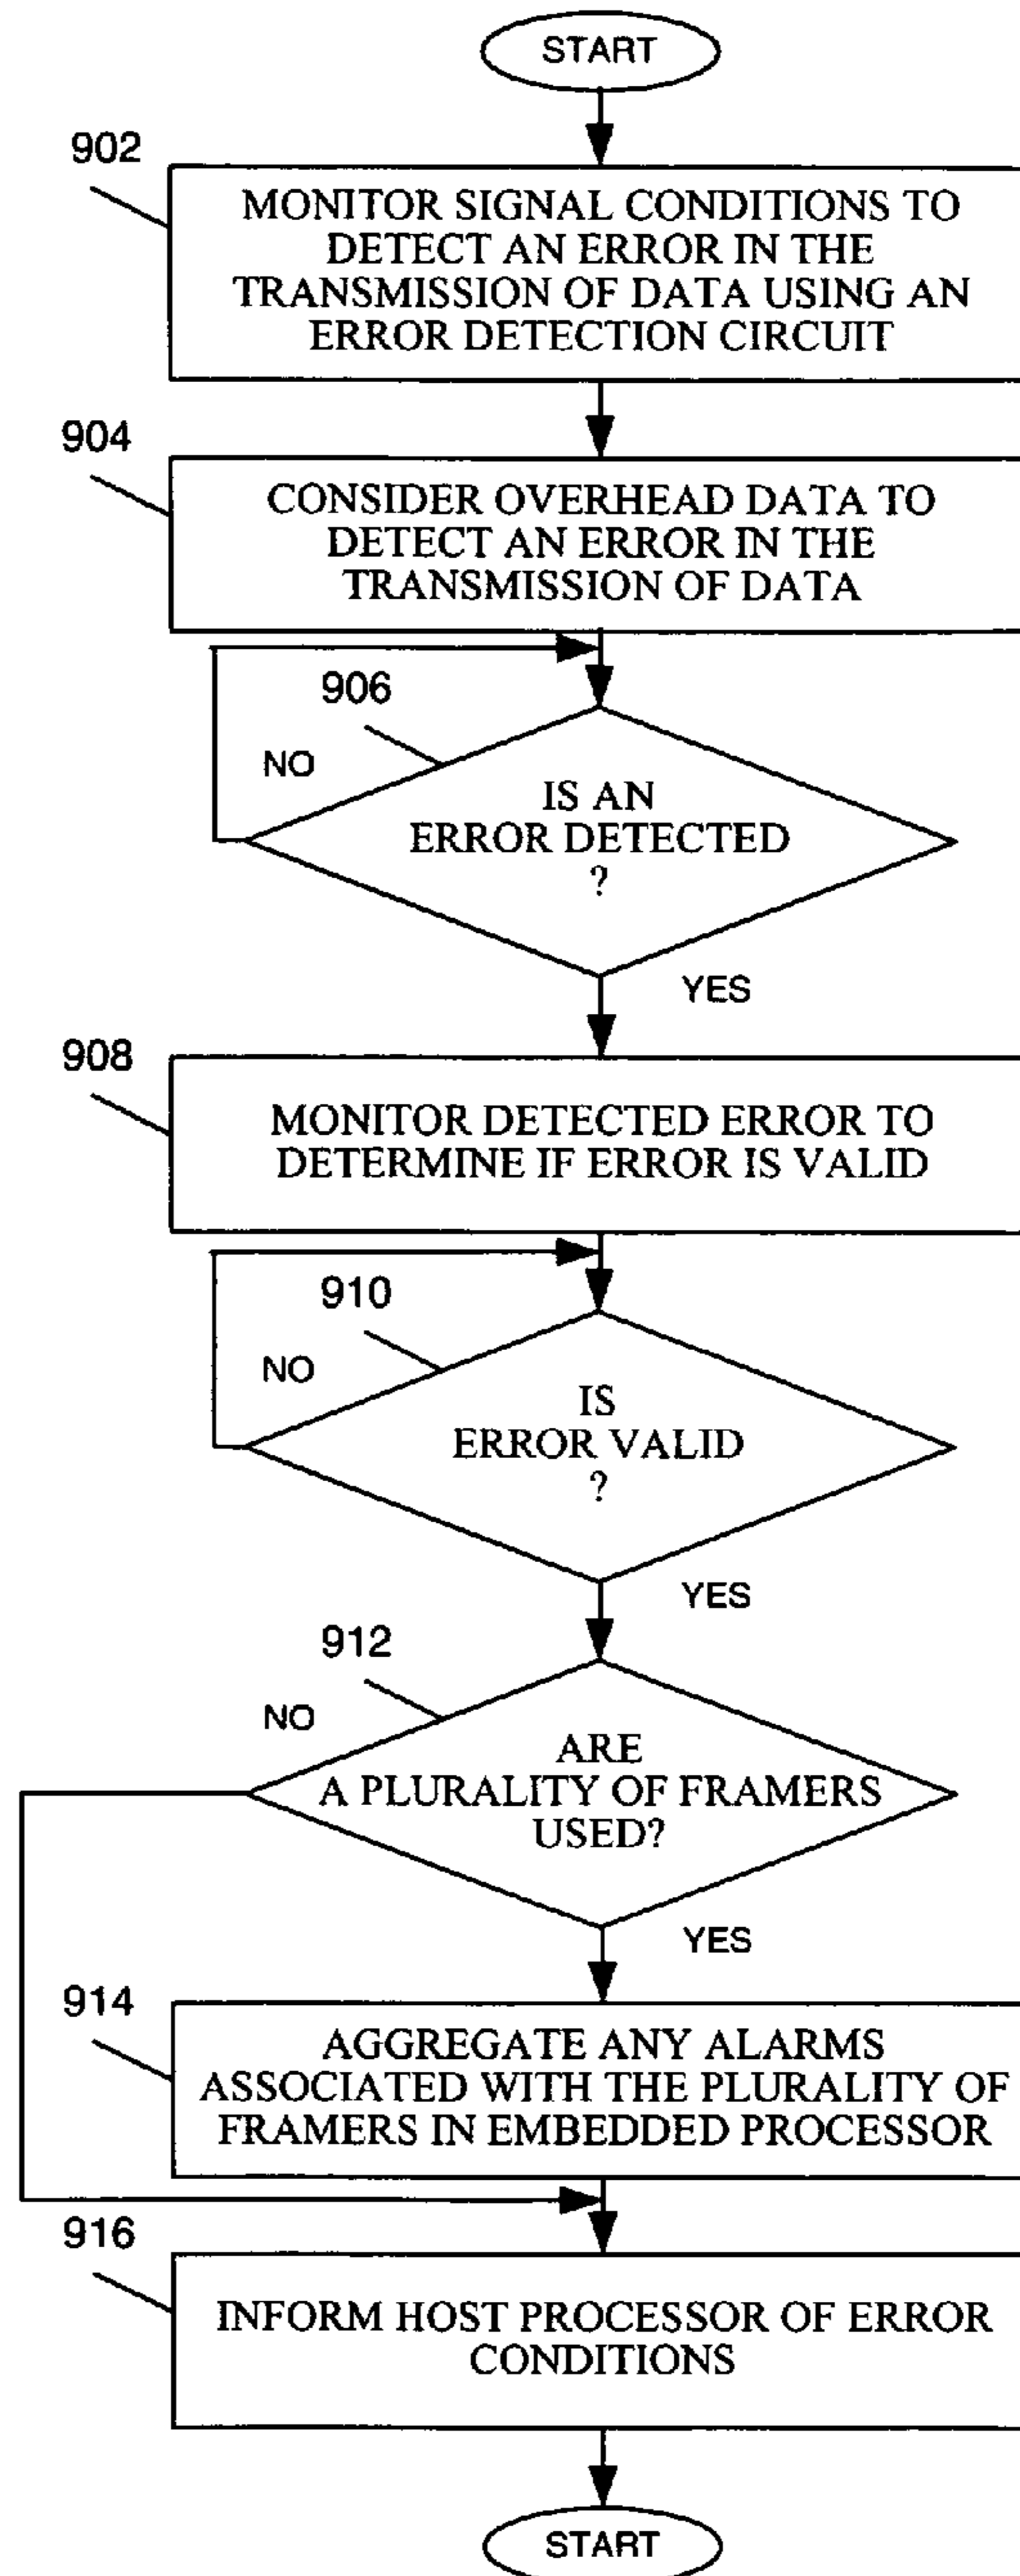 START
902
MONITOR SIGNAL CONDITIONS TO
DETECT AN ERROR IN THE
TRANSMISSION OF DATA USING AN
ERROR DETECTION CIRCUIT
904
CONSIDER OVERHEAD DATA TO
DETECT AN ERROR IN THE
TRANSMISSION OF DATA
906
NO
IS AN
ERROR DETECTED
?
YES
908
MONITOR DETECTED ERROR TO
DETERMINE IF ERROR IS VALID
910
NO
IS
ERROR VALID
?
YES
912
NO
ARE
A PLURALITY OF FRAMERS
USED?
YES
914
AGGREGATE ANY ALARMS
ASSOCIATED WITH THE PLURALITY OF
FRAMERS IN EMBEDDED PROCESSOR
916
INFORM HOST PROCESSOR OF ERROR
CONDITIONS
START